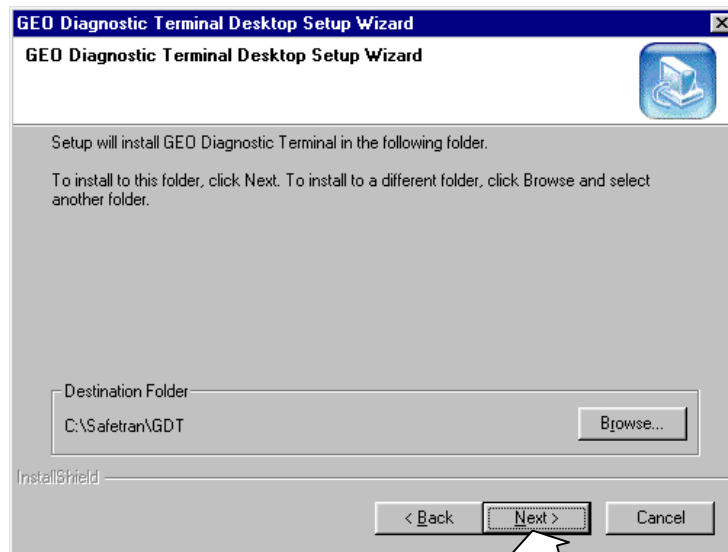 GEO Diagnostic Terminal Desktop Setup Wizard
GEO Diagnostic Terminal Desktop Setup Wizard
Setup will install GEO Diagnostic Terminal in the following folder.
To install to this folder, click Next. To install to a different folder, click Browse and select
another folder.
Destination Folder
C:\Safetran\GDT
Browse...
InstallShield
< Back
Next >
Cancel